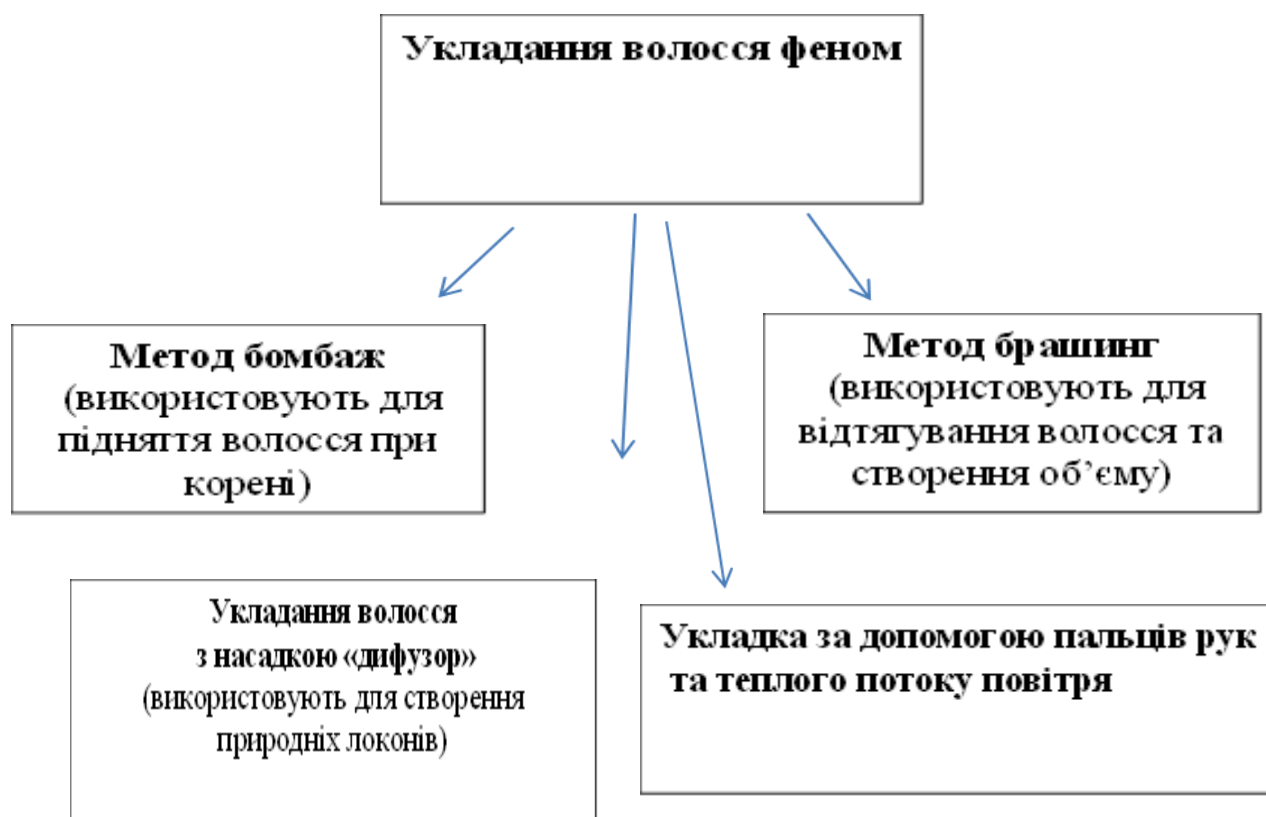 Укладання волосся феном
Метод бомбаж
(використовують для
підняття волосся при
корені)
Метод брашинг
(використовують для
відтягування волосся та
створення об’єму)
Укладання волосся
з насадкою «дифузор»
(використовують для створення
природніх локонів)
Укладка за допомогою пальців рук
та теплого потоку повітря